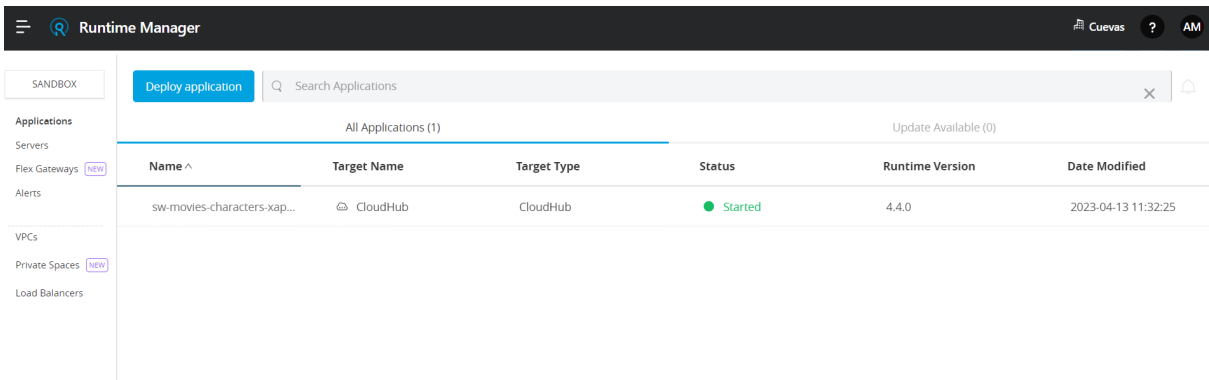 Runtime Manager
Cuevas
?
AM
SANDBOX
Deploy application
Search Applications
Applications
Servers
Flex Gateways NEW
Alerts
VPCs
Private Spaces NEW
Load Balancers
All Applications (1)
Update Available (0)
Name Target Name Target Type Status Runtime Version Date Modified
sw-movies-characters-xap... CloudHub CloudHub Started 4.4.0 2023-04-13 11:32:25